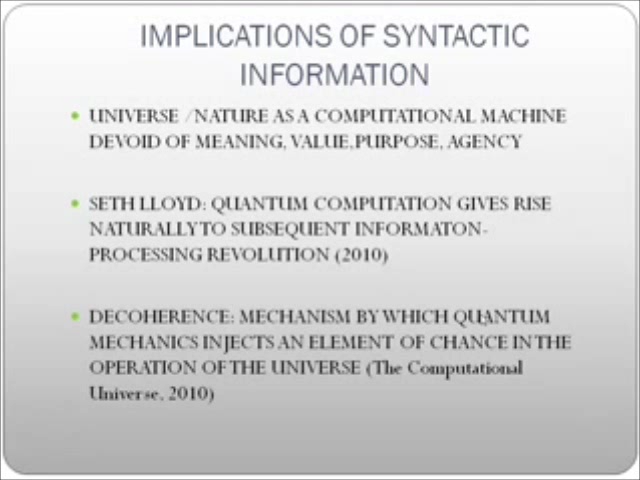 IMPLICATIONS OF SYNTACTIC
INFORMATION
• UNIVERSE /NATURE AS A COMPUTATIONAL MACHINE
DEVOID OF MEANING, VALUE,PURPOSE, AGENCY
• SETH LLOYD: QUANTUM COMPUTATION GIVES RISE
NATURALLY TO SUBSEQUENT INFORMATON-
PROCESSING REVOLUTION (2010)
• DECOHERENCE: MECHANISM BY WHICH QUANTUM
MECHANICS INJECTS AN ELEMENT OF CHANCE IN THE
OPERATION OF THE UNIVERSE (The Computational
Universe, 2010)